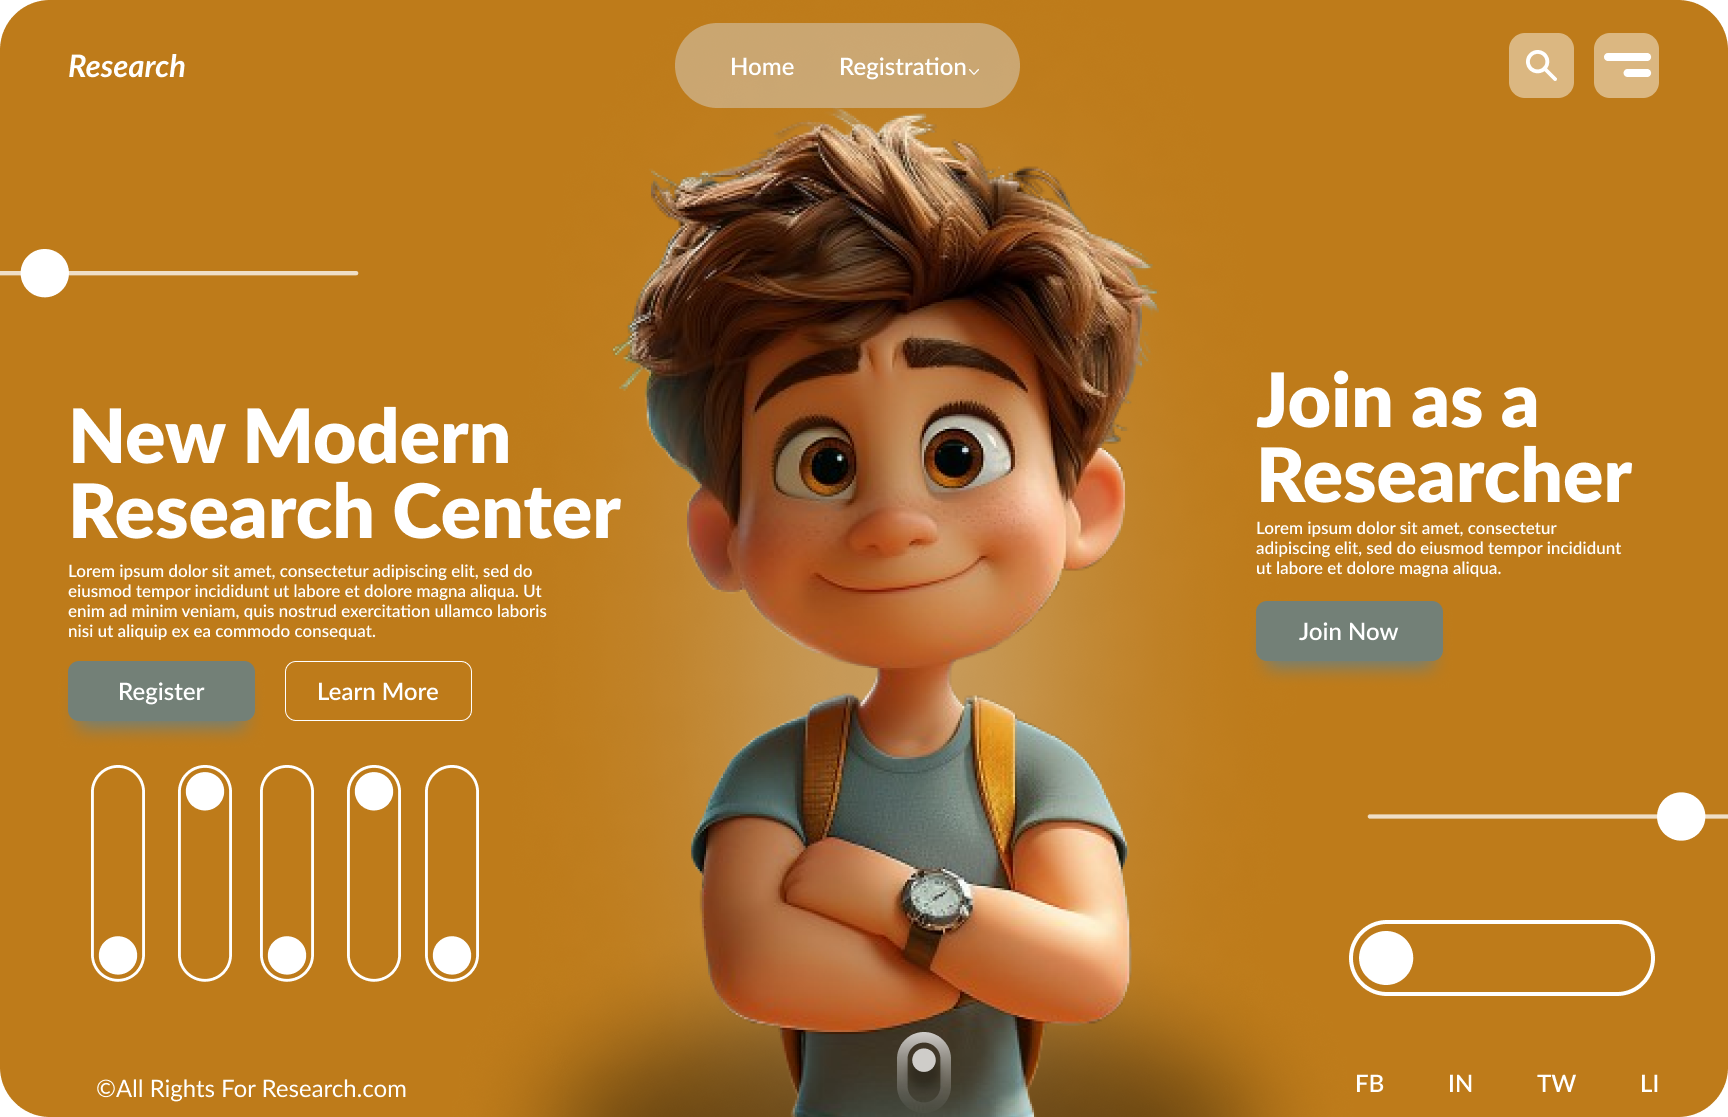 Research
Home
Registration
New Modern
Research Center
Lorem ipsum dolor sit amet, consectetur adipiscing elit, sed do
eiusmod tempor incididunt ut labore et dolore magna aliqua. Ut
enim ad minim veniam, quis nostrud exercitation ullamco laboris
nisi ut aliquip ex ea commodo consequat.
Register
Learn More
Join as a
Researcher
Lorem ipsum dolor sit amet, consectetur
adipiscing elit, sed do eiusmod tempor incididunt
ut labore et dolore magna aliqua.
Join Now
©All Rights For Research.com
FB
IN
TW
LI